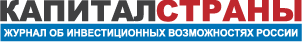 КАПИТАЛСТРАНЫ
ЖУРНАЛ ОБ ИНВЕСТИЦИОННЫХ ВОЗМОЖНОСТЯХ РОССИИ